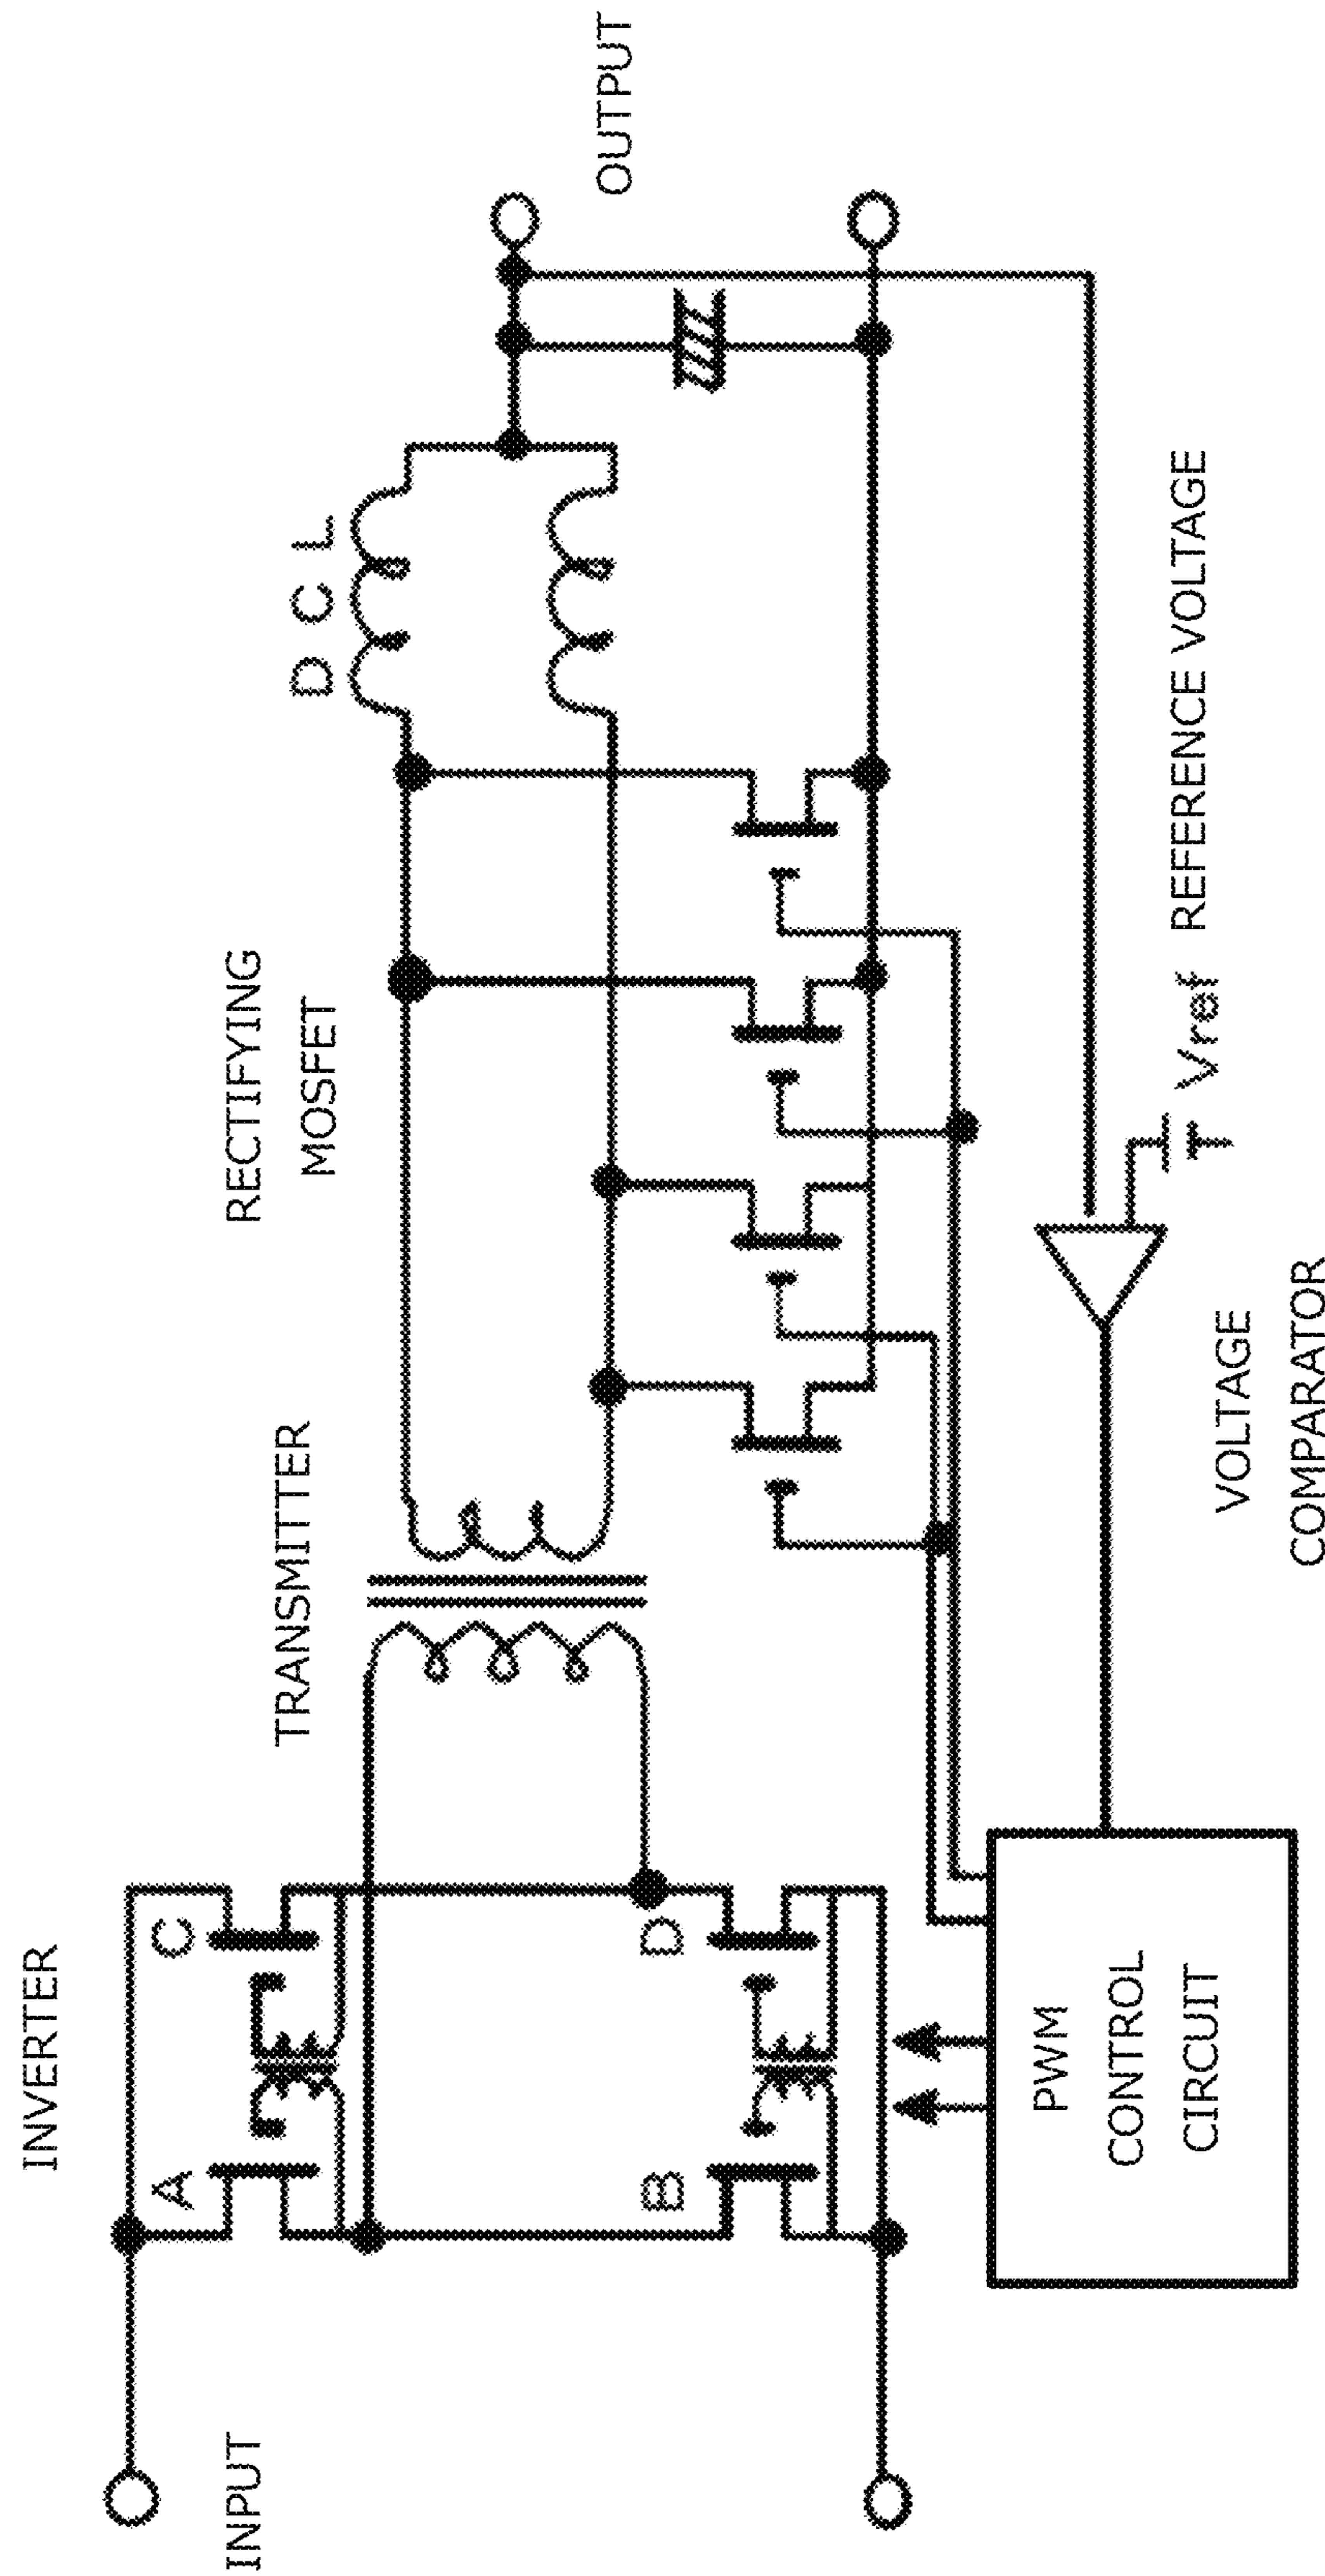 INVERTER
INPUT
A
C
B
D
TRANSMITTER
RECTIFYING
MOSFET
D C L
OUTPUT
PWM
CONTROL
CIRCUIT
VOLTAGE
COMPARATOR
Vref REFERENCE VOLTAGE